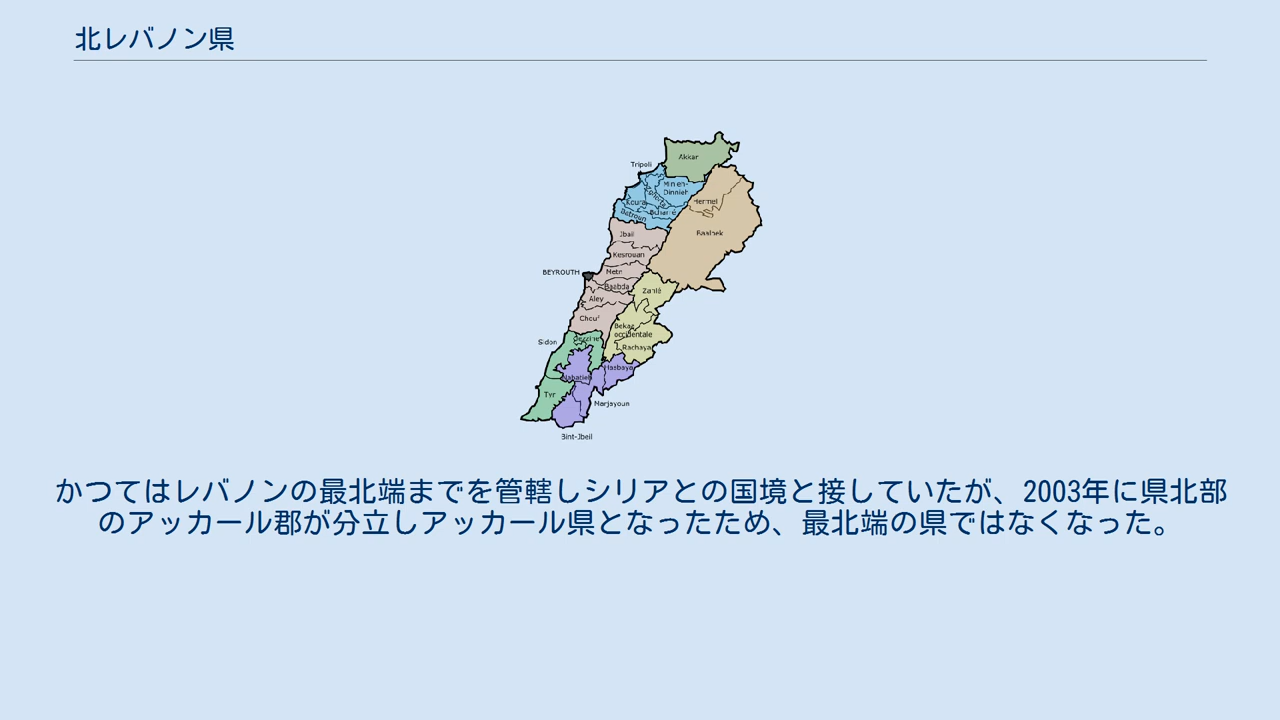 北レバノン県
Akkar
Tripoli
Minieh-
Dinnieh
Koura
Batroun
Bcharré
Hermel
Baalbek
Jbail
Kesrouan
Metn
BEYROUTH
Baabda
Zahlé
Aley
Chouf
Bekaa
occidentale
Rachaya
Sidon
Jezzine
Hasbaya
Nabatieh
Tyr
Marjayoun
Bint-Jbeil
かつてはレバノンの最北端までを管轄しシリアとの国境と接していたが、2003年に県北部
のアッカール郡が分立しアッカール県となったため、最北端の県ではなくなった。